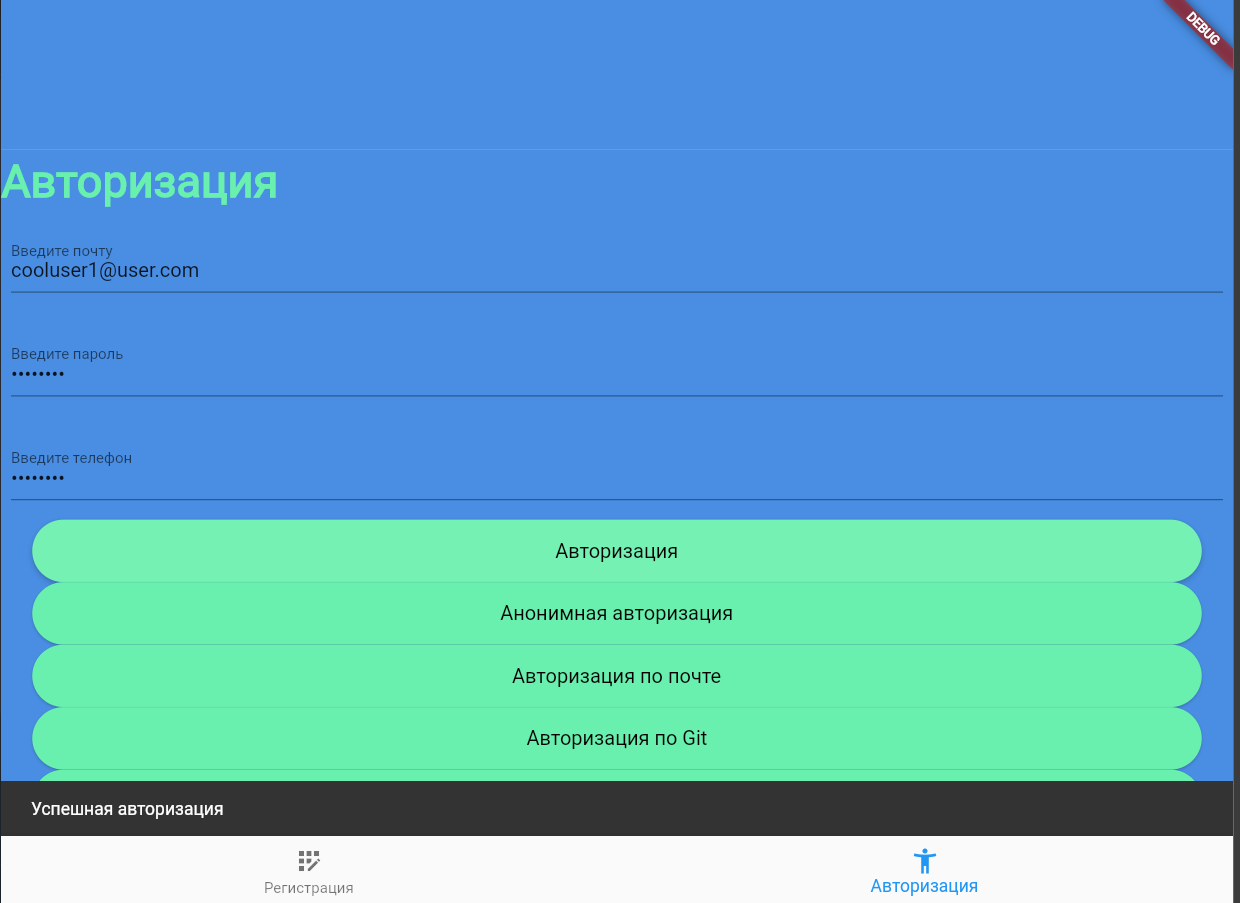 DEBUG
Авторизация
Введите почту
cooluser1@user.com
Введите пароль
••••••••
Введите телефон
••••••••
Авторизация
Анонимная авторизация
Авторизация по почте
Авторизация по Git
Успешная авторизация
Регистрация
Авторизация